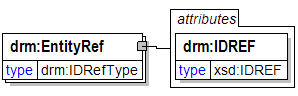 attributes
drm:EntityRef
type drm:IDRefType
drm:IDREF
type xsd:IDREF